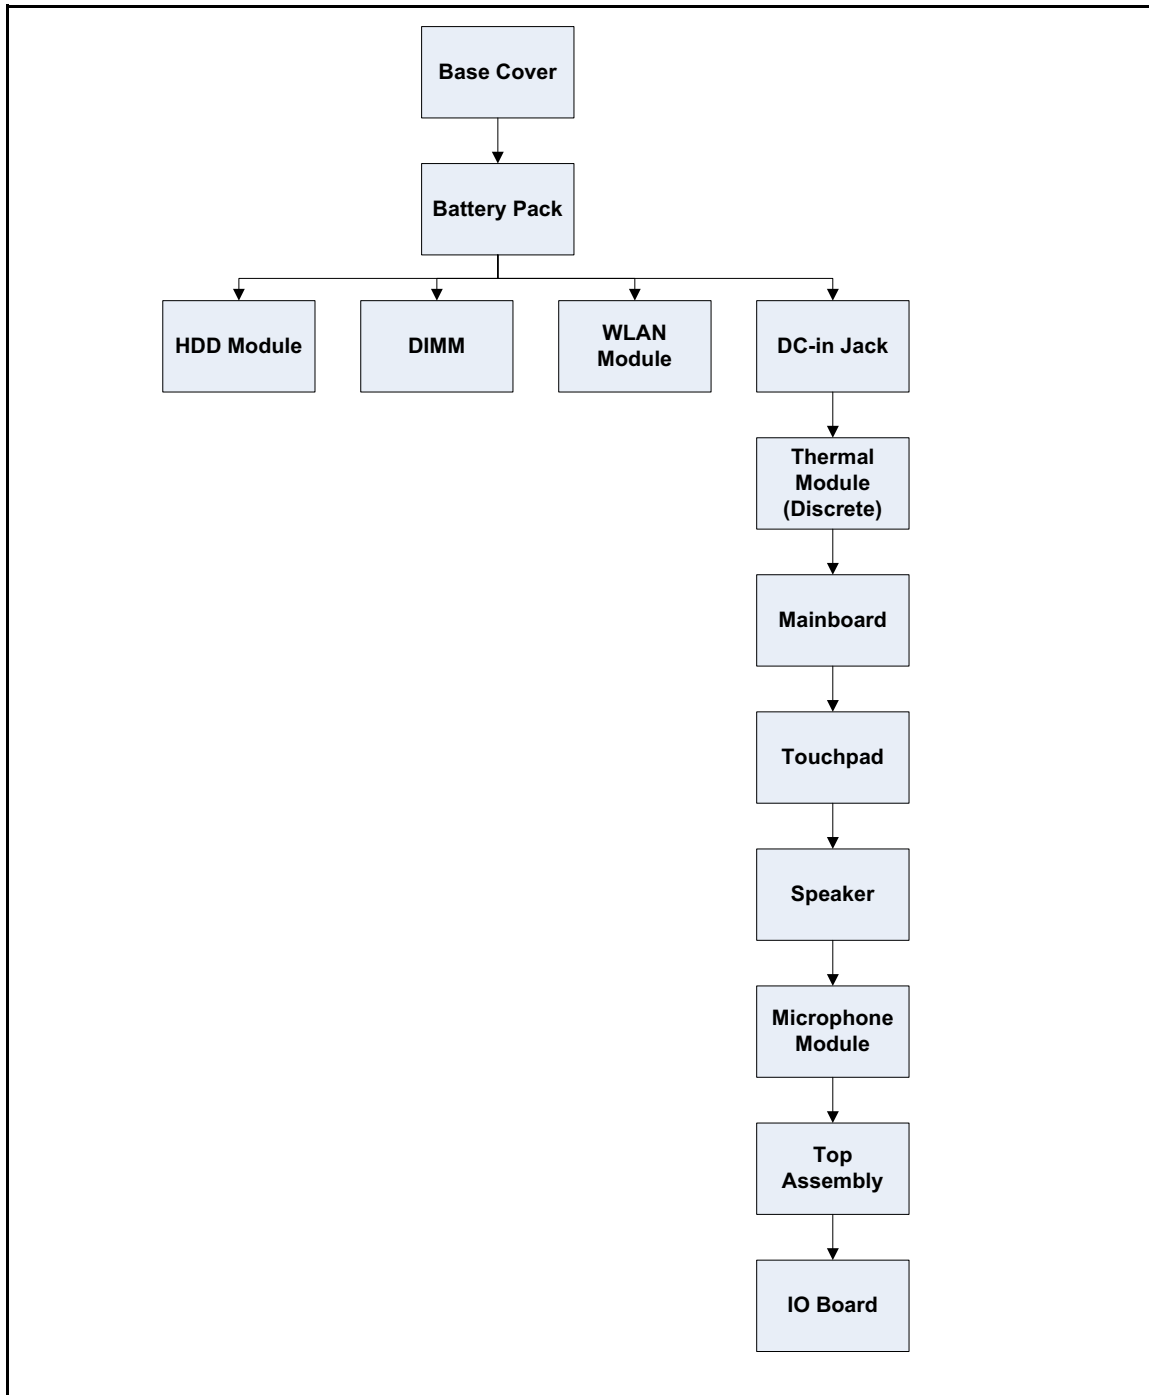 Base Cover
Battery Pack
HDD Module
DIMM
WLAN
Module
DC-in Jack
Thermal
Module
(Discrete)
Mainboard
Touchpad
Speaker
Microphone
Module
Top
Assembly
IO Board